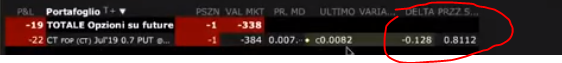 P&L Portafoglio T+ ▼ PSZN VAL MKT PR. MD ULTIMO VARIA... DELTA PRZZ S...
-19 TOTALE Opzioni su future -1 -338
-22 CT FOP (CT) Jul'19 0.7 PUT @... -1 -384 0.007.. • c0.0082 -0.128 0.8112